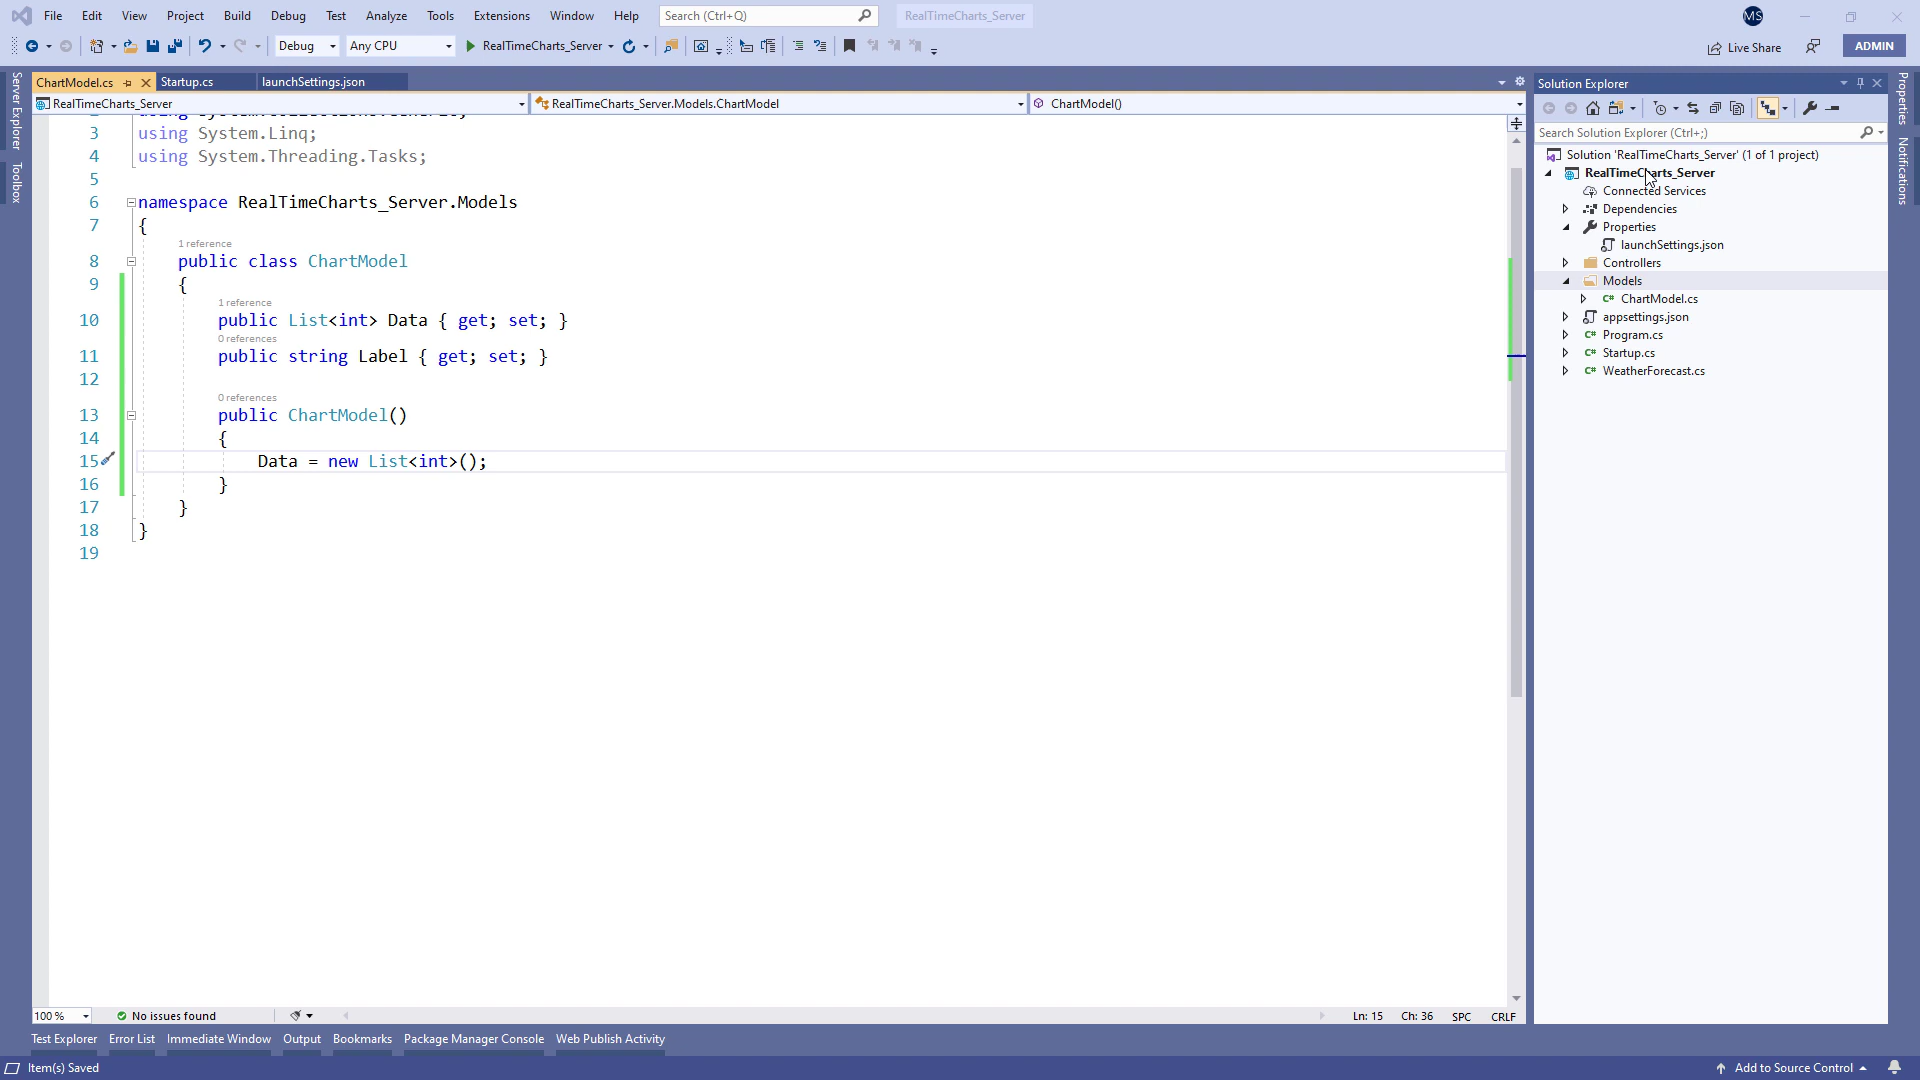 File Edit View Project Build Debug Test Analyze Tools Extensions Window Help Search (Ctrl+Q) RealTimeCharts_Server MS
Debug Any CPU RealTimeCharts_Server Live Share ADMIN
Server Explorer
Toolbox
ChartModel.cs Startup.cs launchSettings.json
RealTimeCharts_Server RealTimeCharts_Server.Models.ChartModel ChartModel()
3 using System.Linq;
4 using System.Threading.Tasks;
5
6 namespace RealTimeCharts_Server.Models
7 {
1 reference
8 public class ChartModel
9 {
1 reference
10 public List<int> Data { get; set; }
0 references
11 public string Label { get; set; }
12
0 references
13 public ChartModel()
14 {
15 Data = new List<int>();
16 }
17 }
18 }
19
100 % No issues found Ln: 15 Ch: 36 SPC CRLF
Solution Explorer
Search Solution Explorer (Ctrl+;)
Solution 'RealTimeCharts_Server' (1 of 1 project)
RealTimeCharts_Server
Connected Services
Dependencies
Properties
launchSettings.json
Controllers
Models
C# ChartModel.cs
appsettings.json
C# Program.cs
C# Startup.cs
C# WeatherForecast.cs
Properties
Notifications
Test Explorer Error List Immediate Window Output Bookmarks Package Manager Console Web Publish Activity
Item(s) Saved Add to Source Control